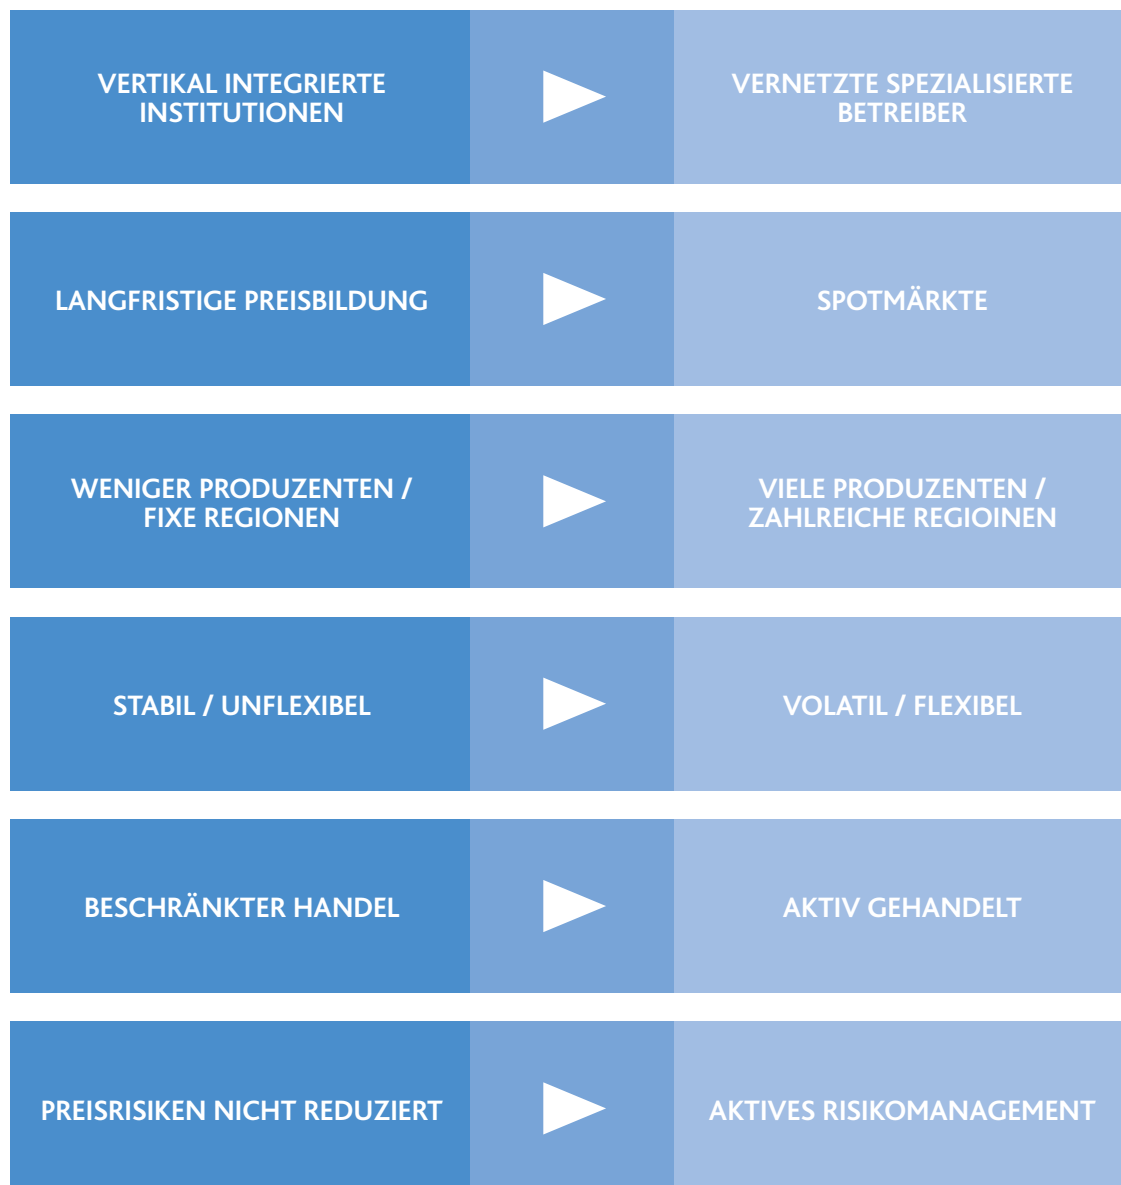 VERTIKAL INTEGRIERTE
INSTITUTIONEN
VERNETZTE SPEZIALISIERTE
BETREIBER
LANGFRISTIGE PREISBILDUNG
SPOTMÄRKTE
WENIGER PRODUZENTEN /
FIXE REGIONEN
VIELE PRODUZENTEN /
ZAHLREICHE REGIOINEN
STABIL / UNFLEXIBEL
VOLATIL / FLEXIBEL
BESCHRÄNKTER HANDEL
AKTIV GEHANDELT
PREISRISIKEN NICHT REDUZIERT
AKTIVES RISIKOMANAGEMENT